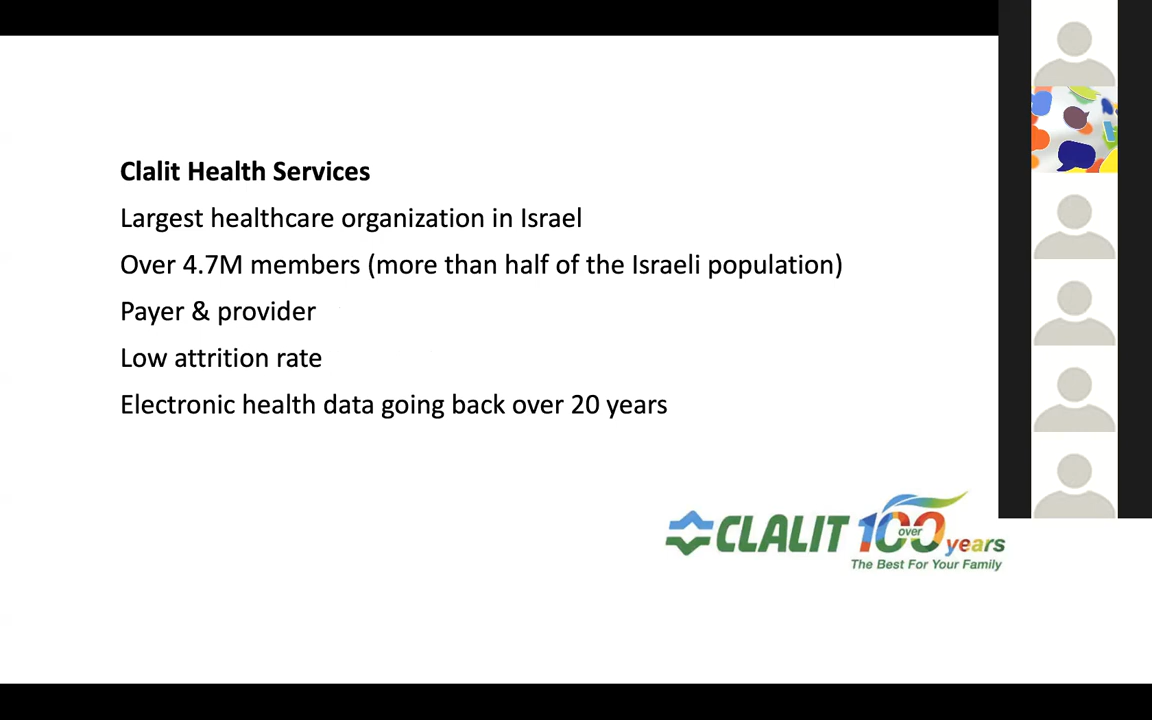 Clalit Health Services
Largest healthcare organization in Israel
Over 4.7M members (more than half of the Israeli population)
Payer & provider
Low attrition rate
Electronic health data going back over 20 years
CLALIT 100 over years
The Best For Your Family